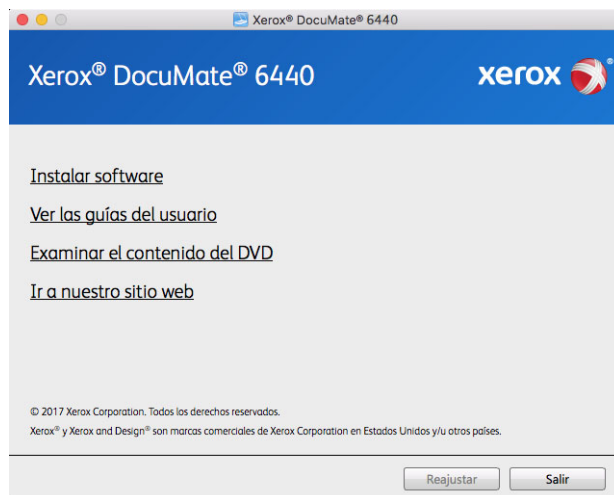 Xerox® DocuMate® 6440
Xerox® DocuMate® 6440
xerox ®
Instalar software
Ver las guías del usuario
Examinar el contenido del DVD
Ir a nuestro sitio web
© 2017 Xerox Corporation. Todos los derechos reservados.
Xerox® y Xerox and Design® son marcas comerciales de Xerox Corporation en Estados Unidos y/u otros países.
Reajustar
Salir